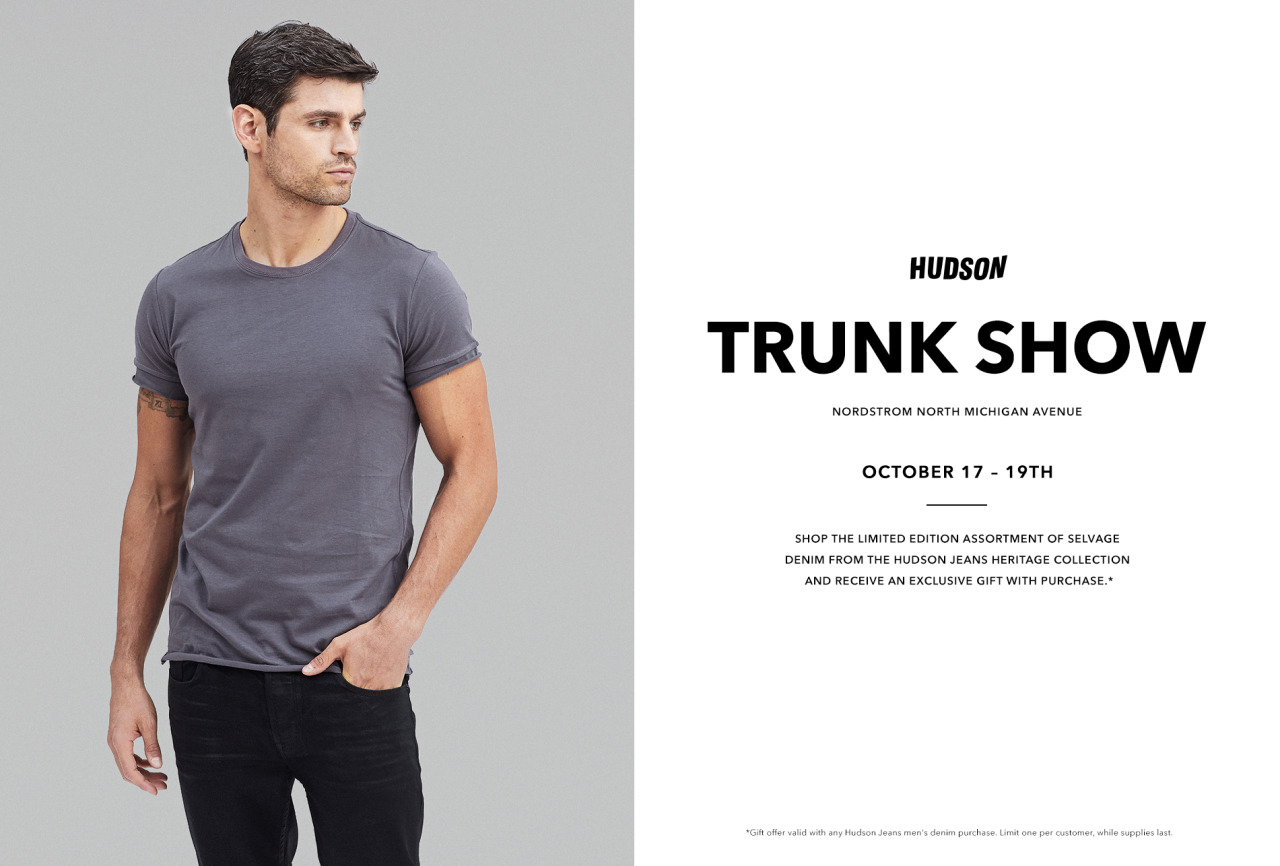 HUDSON
TRUNK SHOW
NORDSTROM NORTH MICHIGAN AVENUE
OCTOBER 17 – 19TH
SHOP THE LIMITED EDITION ASSORTMENT OF SELVAGE
DENIM FROM THE HUDSON JEANS HERITAGE COLLECTION
AND RECEIVE AN EXCLUSIVE GIFT WITH PURCHASE.*
*Gift offer valid with any Hudson Jeans men's denim purchase. Limit one per customer, while supplies last.